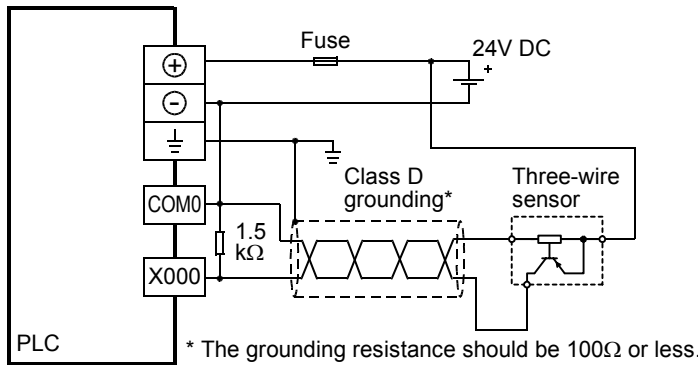 Fuse
24V DC
+
+
-
Class D
grounding*
Three-wire
sensor
COM0
1.5
kΩ
X000
PLC
* The grounding resistance should be 100Ω or less.